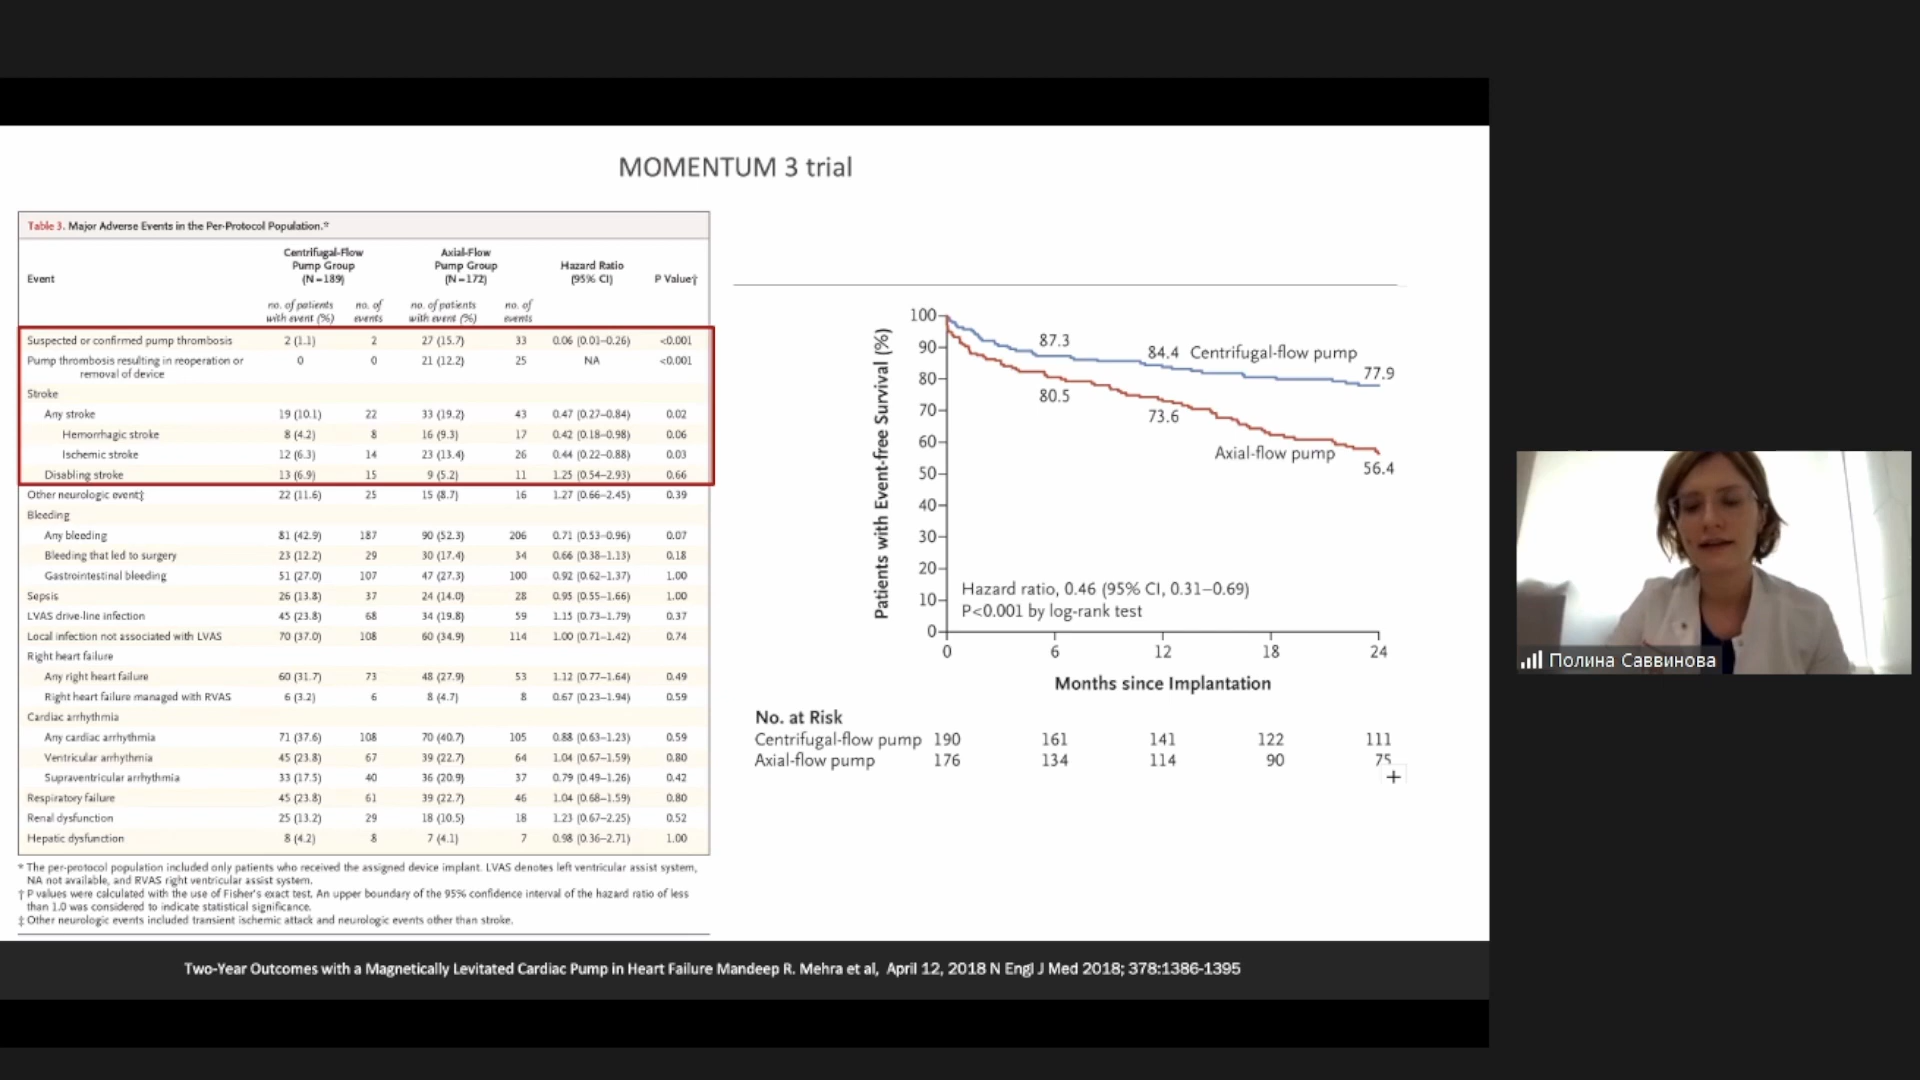 MOMENTUM 3 trial
Table 3. Major Adverse Events in the Per-Protocol Population.*
Event
Centrifugal-Flow Pump Group (N=189)
Axial-Flow Pump Group (N=172)
Hazard Ratio (95% CI)
P Value†
no. of patients with event (%)
no. of events
no. of patients with event (%)
no. of events
Suspected or confirmed pump thrombosis 2 (1.1) 2 27 (15.7) 33 0.06 (0.01–0.26) <0.001
Pump thrombosis resulting in reoperation or removal of device 0 0 21 (12.2) 25 NA <0.001
Stroke
Any stroke 19 (10.1) 22 33 (19.2) 43 0.47 (0.27–0.84) 0.02
Hemorrhagic stroke 8 (4.2) 8 16 (9.3) 17 0.42 (0.18–0.98) 0.06
Ischemic stroke 12 (6.3) 14 23 (13.4) 26 0.44 (0.22–0.88) 0.03
Disabling stroke 13 (6.9) 15 9 (5.2) 11 1.25 (0.54–2.93) 0.66
Other neurologic event‡ 22 (11.6) 25 15 (8.7) 16 1.27 (0.66–2.45) 0.39
Bleeding
Any bleeding 81 (42.9) 187 90 (52.3) 206 0.71 (0.53–0.96) 0.07
Bleeding that led to surgery 23 (12.2) 29 30 (17.4) 34 0.66 (0.38–1.13) 0.18
Gastrointestinal bleeding 51 (27.0) 107 47 (27.3) 100 0.92 (0.62–1.37) 1.00
Sepsis 26 (13.8) 37 24 (14.0) 28 0.95 (0.55–1.66) 1.00
LVAS drive-line infection 45 (23.8) 68 34 (19.8) 59 1.15 (0.73–1.79) 0.37
Local infection not associated with LVAS 70 (37.0) 108 60 (34.9) 114 1.00 (0.71–1.42) 0.74
Right heart failure
Any right heart failure 60 (31.7) 73 48 (27.9) 53 1.12 (0.77–1.64) 0.49
Right heart failure managed with RVAS 6 (3.2) 6 8 (4.7) 8 0.67 (0.23–1.94) 0.59
Cardiac arrhythmia
Any cardiac arrhythmia 71 (37.6) 108 70 (40.7) 105 0.88 (0.63–1.23) 0.59
Ventricular arrhythmia 45 (23.8) 67 39 (22.7) 64 1.04 (0.67–1.59) 0.80
Supraventricular arrhythmia 33 (17.5) 40 36 (20.9) 37 0.79 (0.49–1.26) 0.42
Respiratory failure 45 (23.8) 61 39 (22.7) 46 1.04 (0.68–1.59) 0.80
Renal dysfunction 25 (13.2) 29 18 (10.5) 18 1.23 (0.67–2.25) 0.52
Hepatic dysfunction 8 (4.2) 8 7 (4.1) 7 0.98 (0.36–2.71) 1.00
* The per-protocol population included only patients who received the assigned device implant. LVAS denotes left ventricular assist system,
NA not available, and RVAS right ventricular assist system.
† P values were calculated with the use of Fisher's exact test. An upper boundary of the 95% confidence interval of the hazard ratio of less
than 1.0 was considered to indicate statistical significance.
‡ Other neurologic events included transient ischemic attack and neurologic events other than stroke.
Patients with Event-free Survival (%)
100
90
80
70
60
50
40
30
20
10
0
87.3
84.4 Centrifugal-flow pump
77.9
80.5
73.6
Axial-flow pump
56.4
Hazard ratio, 0.46 (95% CI, 0.31–0.69)
P<0.001 by log-rank test
0 6 12 18 24
Months since Implantation
No. at Risk
Centrifugal-flow pump 190 161 141 122 111
Axial-flow pump 176 134 114 90 75
Two-Year Outcomes with a Magnetically Levitated Cardiac Pump in Heart Failure Mandeep R. Mehra et al, April 12, 2018 N Engl J Med 2018; 378:1386-1395
Полина Саввинова